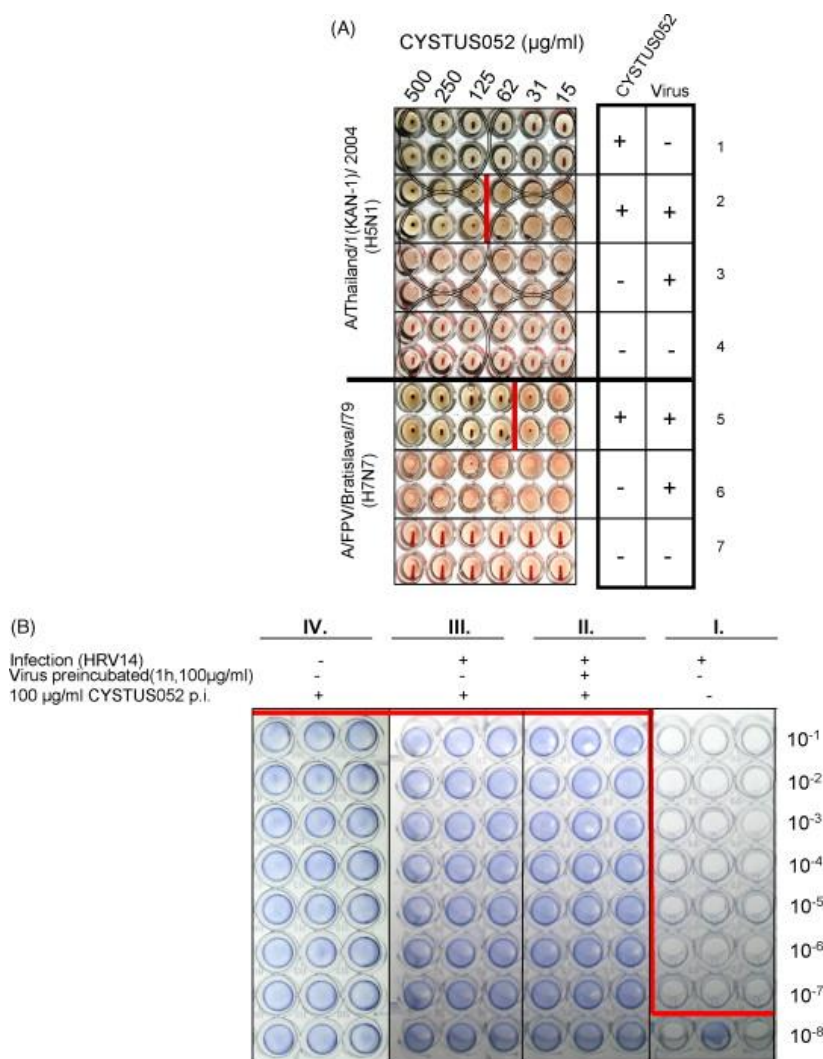 (A)
CYSTUS052 (µg/ml)
500 250 125 62 31 15
CYSTUS052
Virus
A/Thailand/1(KAN-1)/ 2004
(H5N1)
+ - 1
+ + 2
- + 3
- - 4
A/FPV/Bratislava//79
(H7N7)
+ + 5
- + 6
- - 7
(B)
IV. III. II. I.
Infection (HRV14) - + + +
Virus preincubated(1h,100µg/ml) - - + -
100 µg/ml CYSTUS052 p.i. + + + -
10-1
10-2
10-3
10-4
10-5
10-6
10-7
10-8